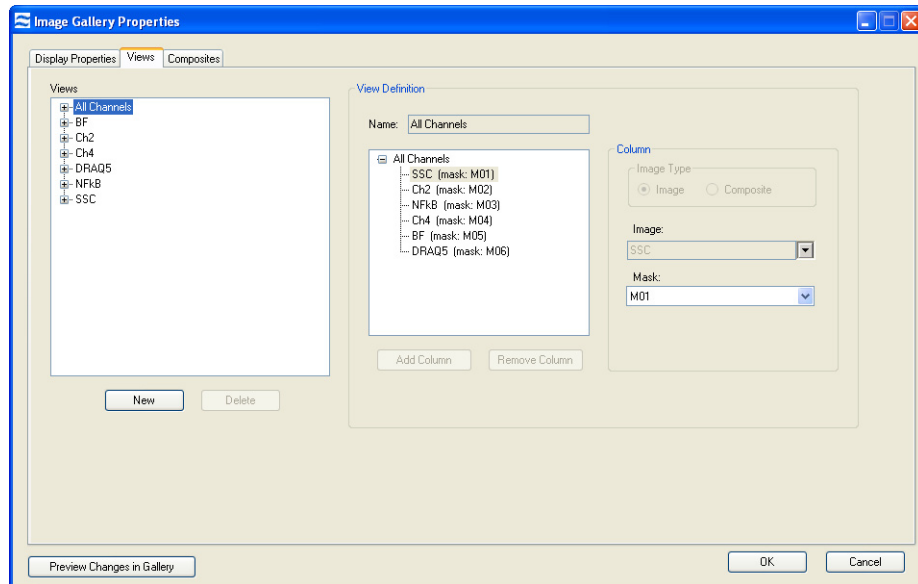 Image Gallery Properties
Display Properties Views Composites
Views
All Channels
BF
Ch2
Ch4
DRAQ5
NFkB
SSC
New Delete
View Definition
Name: All Channels
All Channels
SSC (mask: M01)
Ch2 (mask: M02)
NFkB (mask: M03)
Ch4 (mask: M04)
BF (mask: M05)
DRAQ5 (mask: M06)
Add Column Remove Column
Column
Image Type
Image Composite
Image:
SSC
Mask:
M01
Preview Changes in Gallery OK Cancel